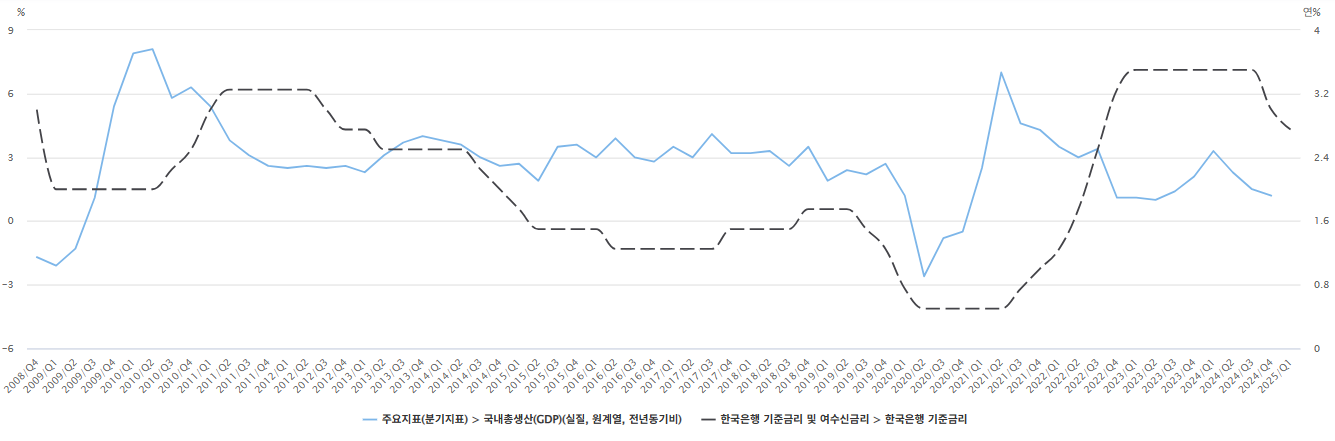 % 연%
9 4
6 3.2
3 2.4
0 1.6
-3 0.8
-6 0
2008/Q4 2009/Q1 2009/Q2 2009/Q3 2009/Q4 2010/Q1 2010/Q2 2010/Q3 2010/Q4 2011/Q1 2011/Q2 2011/Q3 2011/Q4 2012/Q1 2012/Q2 2012/Q3 2012/Q4 2013/Q1 2013/Q2 2013/Q3 2013/Q4 2014/Q1 2014/Q2 2014/Q3 2014/Q4 2015/Q1 2015/Q2 2015/Q3 2015/Q4 2016/Q1 2016/Q2 2016/Q3 2016/Q4 2017/Q1 2017/Q2 2017/Q3 2017/Q4 2018/Q1 2018/Q2 2018/Q3 2018/Q4 2019/Q1 2019/Q2 2019/Q3 2019/Q4 2020/Q1 2020/Q2 2020/Q3 2020/Q4 2021/Q1 2021/Q2 2021/Q3 2021/Q4 2022/Q1 2022/Q2 2022/Q3 2022/Q4 2023/Q1 2023/Q2 2023/Q3 2023/Q4 2024/Q1 2024/Q2 2024/Q3 2024/Q4 2025/Q1
주요지표(분기지표) > 국내총생산(GDP)(실질, 원계열, 전년동기비) 한국은행 기준금리 및 여수신금리 > 한국은행 기준금리